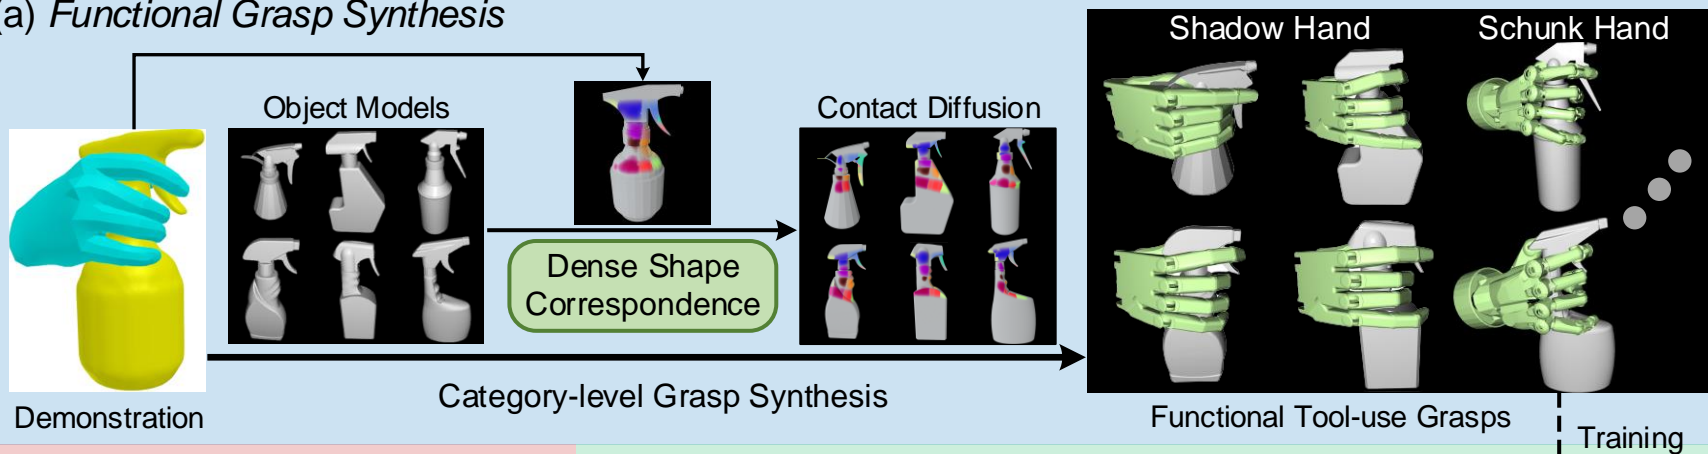 (a) Functional Grasp Synthesis
Shadow Hand
Schunk Hand
Object Models
Contact Diffusion
Dense Shape
Correspondence
Category-level Grasp Synthesis
Demonstration
Functional Tool-use Grasps
Training